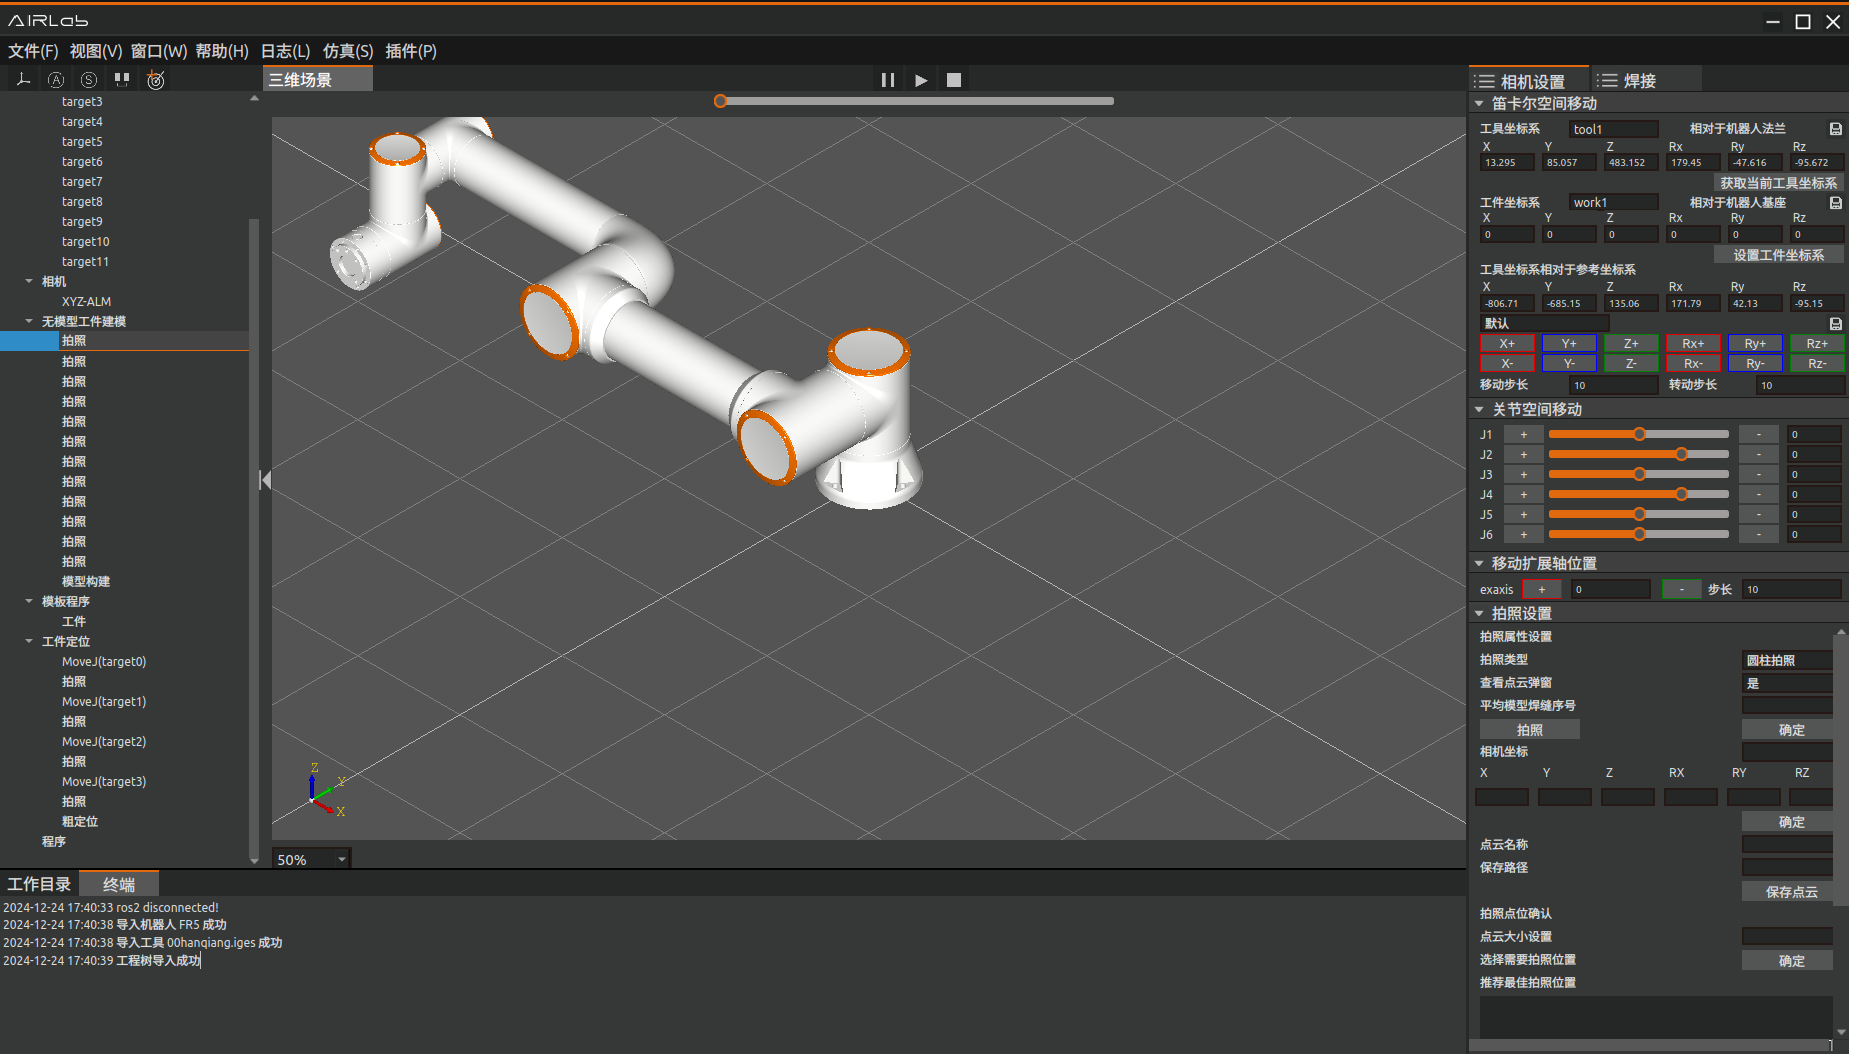 AIRLab
文件(F) 视图(V) 窗口(W) 帮助(H) 日志(L) 仿真(S) 插件(P)
三维场景
target3
target4
target5
target6
target7
target8
target9
target10
target11
相机
XYZ-ALM
无模型工件建模
拍照
拍照
拍照
拍照
拍照
拍照
拍照
拍照
拍照
拍照
拍照
拍照
模型构建
模板程序
工件
工件定位
MoveJ(target0)
拍照
MoveJ(target1)
拍照
MoveJ(target2)
拍照
MoveJ(target3)
拍照
粗定位
程序
Z
Y
X
50%
工作目录 终端
2024-12-24 17:40:33 ros2 disconnected!
2024-12-24 17:40:38 导入机器人 FR5 成功
2024-12-24 17:40:38 导入工具 00hanqiang.iges 成功
2024-12-24 17:40:39 工程树导入成功
相机设置 焊接
笛卡尔空间移动
工具坐标系 tool1 相对于机器人法兰
X Y Z Rx Ry Rz
13.295 85.057 483.152 179.45 -47.616 -95.672
获取当前工具坐标系
工件坐标系 work1 相对于机器人基座
X Y Z Rx Ry Rz
0 0 0 0 0 0
设置工件坐标系
工具坐标系相对于参考坐标系
X Y Z Rx Ry Rz
-806.71 -685.15 135.06 171.79 42.13 -95.15
默认
X+ Y+ Z+ Rx+ Ry+ Rz+
X- Y- Z- Rx- Ry- Rz-
移动步长 10 转动步长 10
关节空间移动
J1 + - 0
J2 + - 0
J3 + - 0
J4 + - 0
J5 + - 0
J6 + - 0
移动扩展轴位置
exaxis + 0 - 步长 10
拍照设置
拍照属性设置
拍照类型 圆柱拍照
查看点云弹窗 是
平均模型焊缝序号
拍照 确定
相机坐标
X Y Z RX RY RZ
确定
点云名称
保存路径
保存点云
拍照点位确认
点云大小设置
选择需要拍照位置 确定
推荐最佳拍照位置